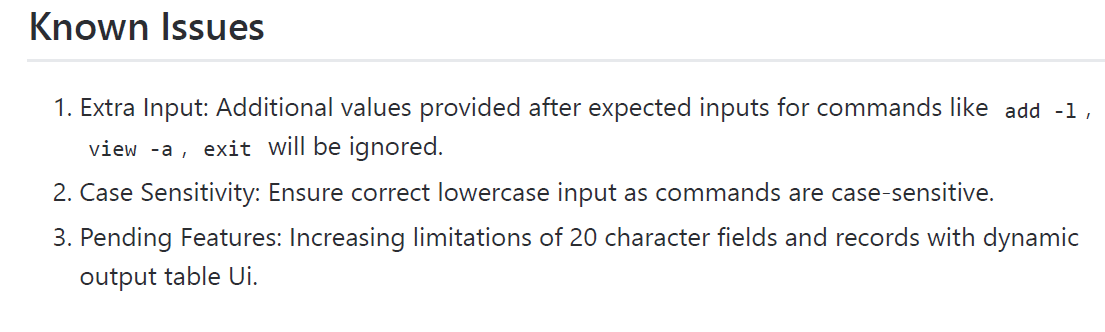 Known Issues
1. Extra Input: Additional values provided after expected inputs for commands like add -l ,
view -a , exit will be ignored.
2. Case Sensitivity: Ensure correct lowercase input as commands are case-sensitive.
3. Pending Features: Increasing limitations of 20 character fields and records with dynamic
output table Ui.